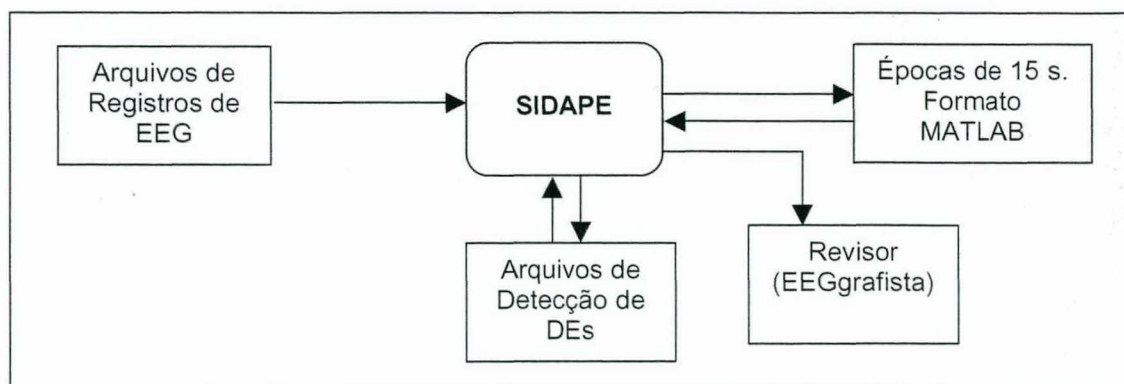 Arquivos de
Registros de
EEG
SIDAPE
Épocas de 15 s.
Formato
MATLAB
Arquivos de
Detecção de
DEs
Revisor
(EEGgrafista)